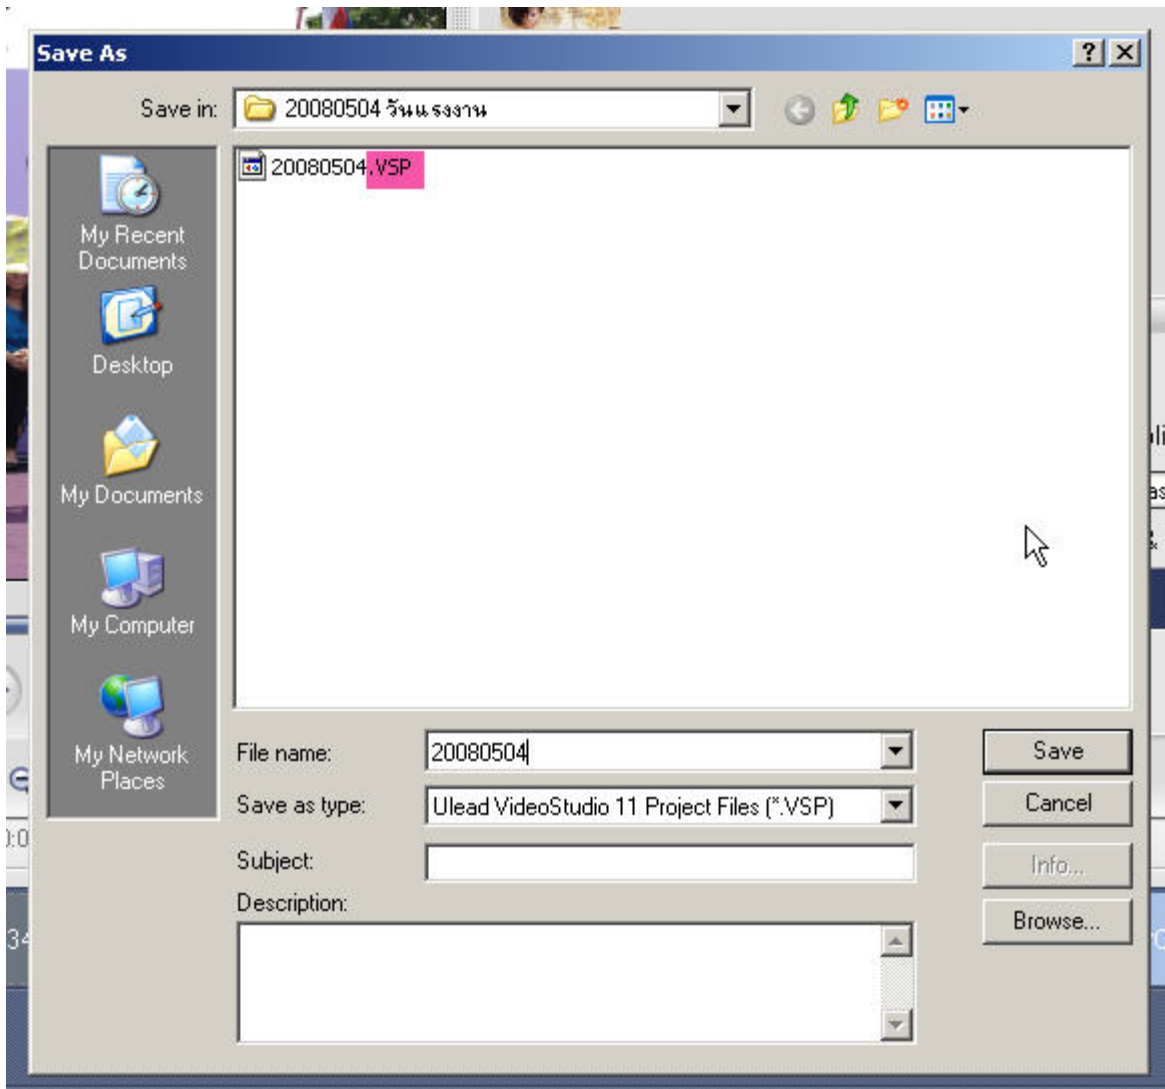 Save As
Save in:
20080504 วันแรงงาน
20080504.VSP
My Recent
Documents
Desktop
My Documents
My Computer
My Network
Places
File name:
20080504
Save
Save as type:
Ulead VideoStudio 11 Project Files (*.VSP)
Cancel
Subject:
Info...
Description:
Browse...